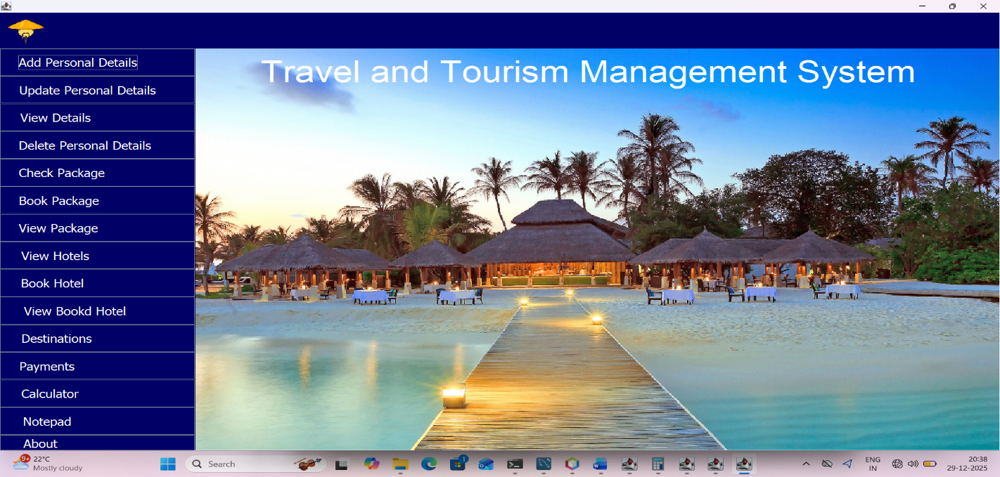 Travel and Tourism Management System
Add Personal Details
Update Personal Details
View Details
Delete Personal Details
Check Package
Book Package
View Package
View Hotels
Book Hotel
View Bookd Hotel
Destinations
Payments
Calculator
Notepad
About
9+
22°C
Mostly cloudy
Search
1
W
ENG
IN
20:38
29-12-2025